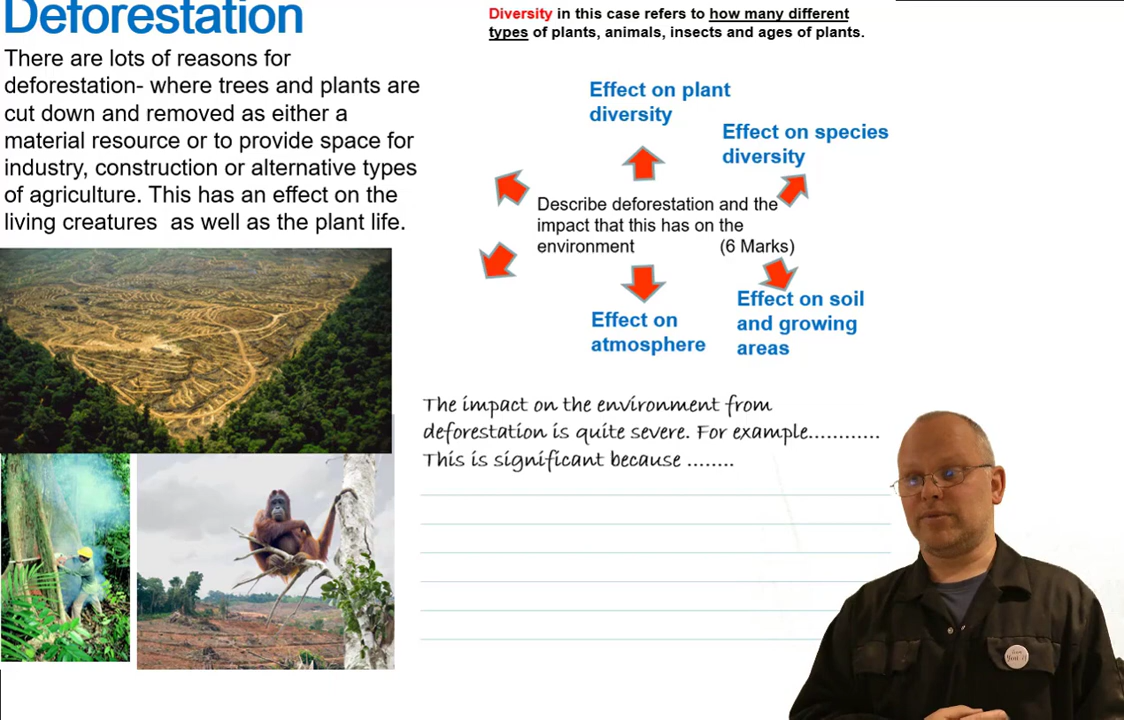 Deforestation
There are lots of reasons for
deforestation- where trees and plants are
cut down and removed as either a
material resource or to provide space for
industry, construction or alternative types
of agriculture. This has an effect on the
living creatures as well as the plant life.
Diversity in this case refers to how many different
types of plants, animals, insects and ages of plants.
Effect on plant
diversity
Effect on species
diversity
Describe deforestation and the
impact that this has on the
environment (6 Marks)
Effect on
atmosphere
Effect on soil
and growing
areas
The impact on the environment from
deforestation is quite severe. For example............
This is significant because ........